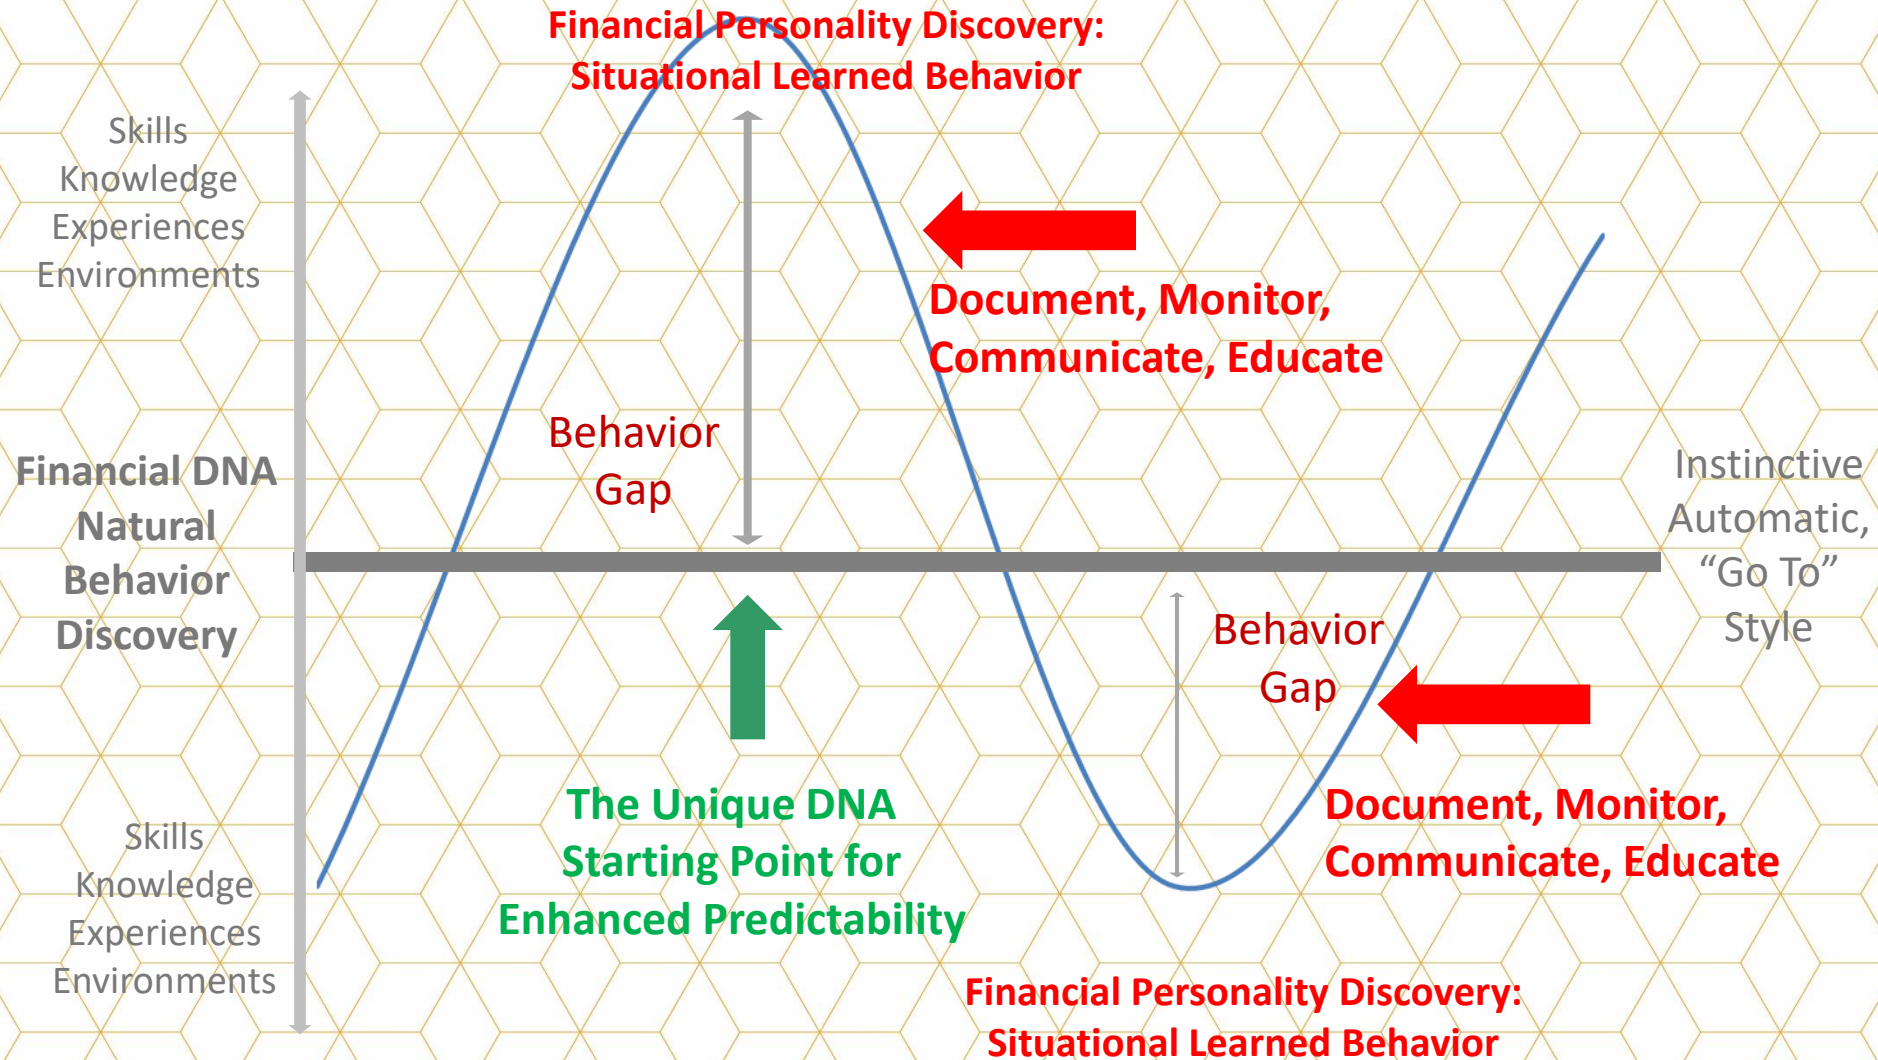 Financial Personality Discovery:
Situational Learned Behavior
Skills
Knowledge
Experiences
Environments
Document, Monitor,
Communicate, Educate
Behavior
Gap
Financial DNA
Natural
Behavior
Discovery
Instinctive
Automatic,
“Go To”
Style
Behavior
Gap
The Unique DNA
Starting Point for
Enhanced Predictability
Document, Monitor,
Communicate, Educate
Skills
Knowledge
Experiences
Environments
Financial Personality Discovery:
Situational Learned Behavior